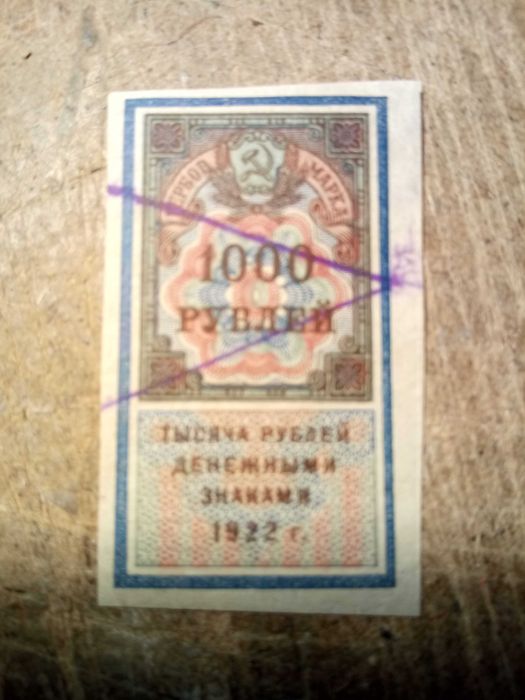 ГЕРБОВ. МАРКА
1000
РУБЛЕЙ
ТЫСЯЧА РУБЛЕЙ
ДЕНЕЖНЫМИ
ЗНАКАМИ
1922 г.